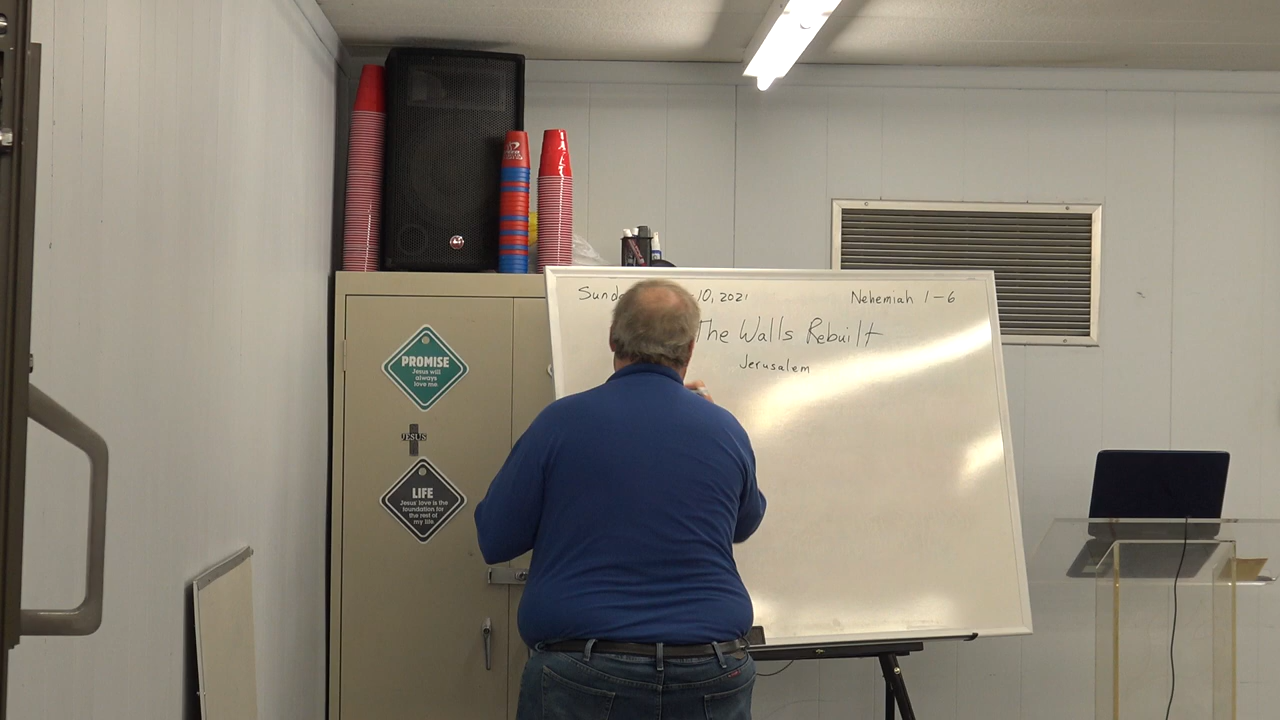 10, 2021
Nehemiah 1-6
The Walls Rebuilt
Jerusalem
PROMISE
Jesus will
always
love me
JESUS
LIFE
Jesus' love is the
foundation for
the rest of
my life